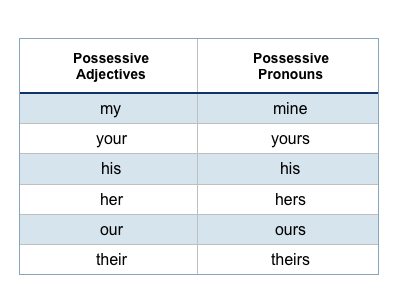 Possessive Adjectives Possessive Pronouns
my mine
your yours
his his
her hers
our ours
their theirs